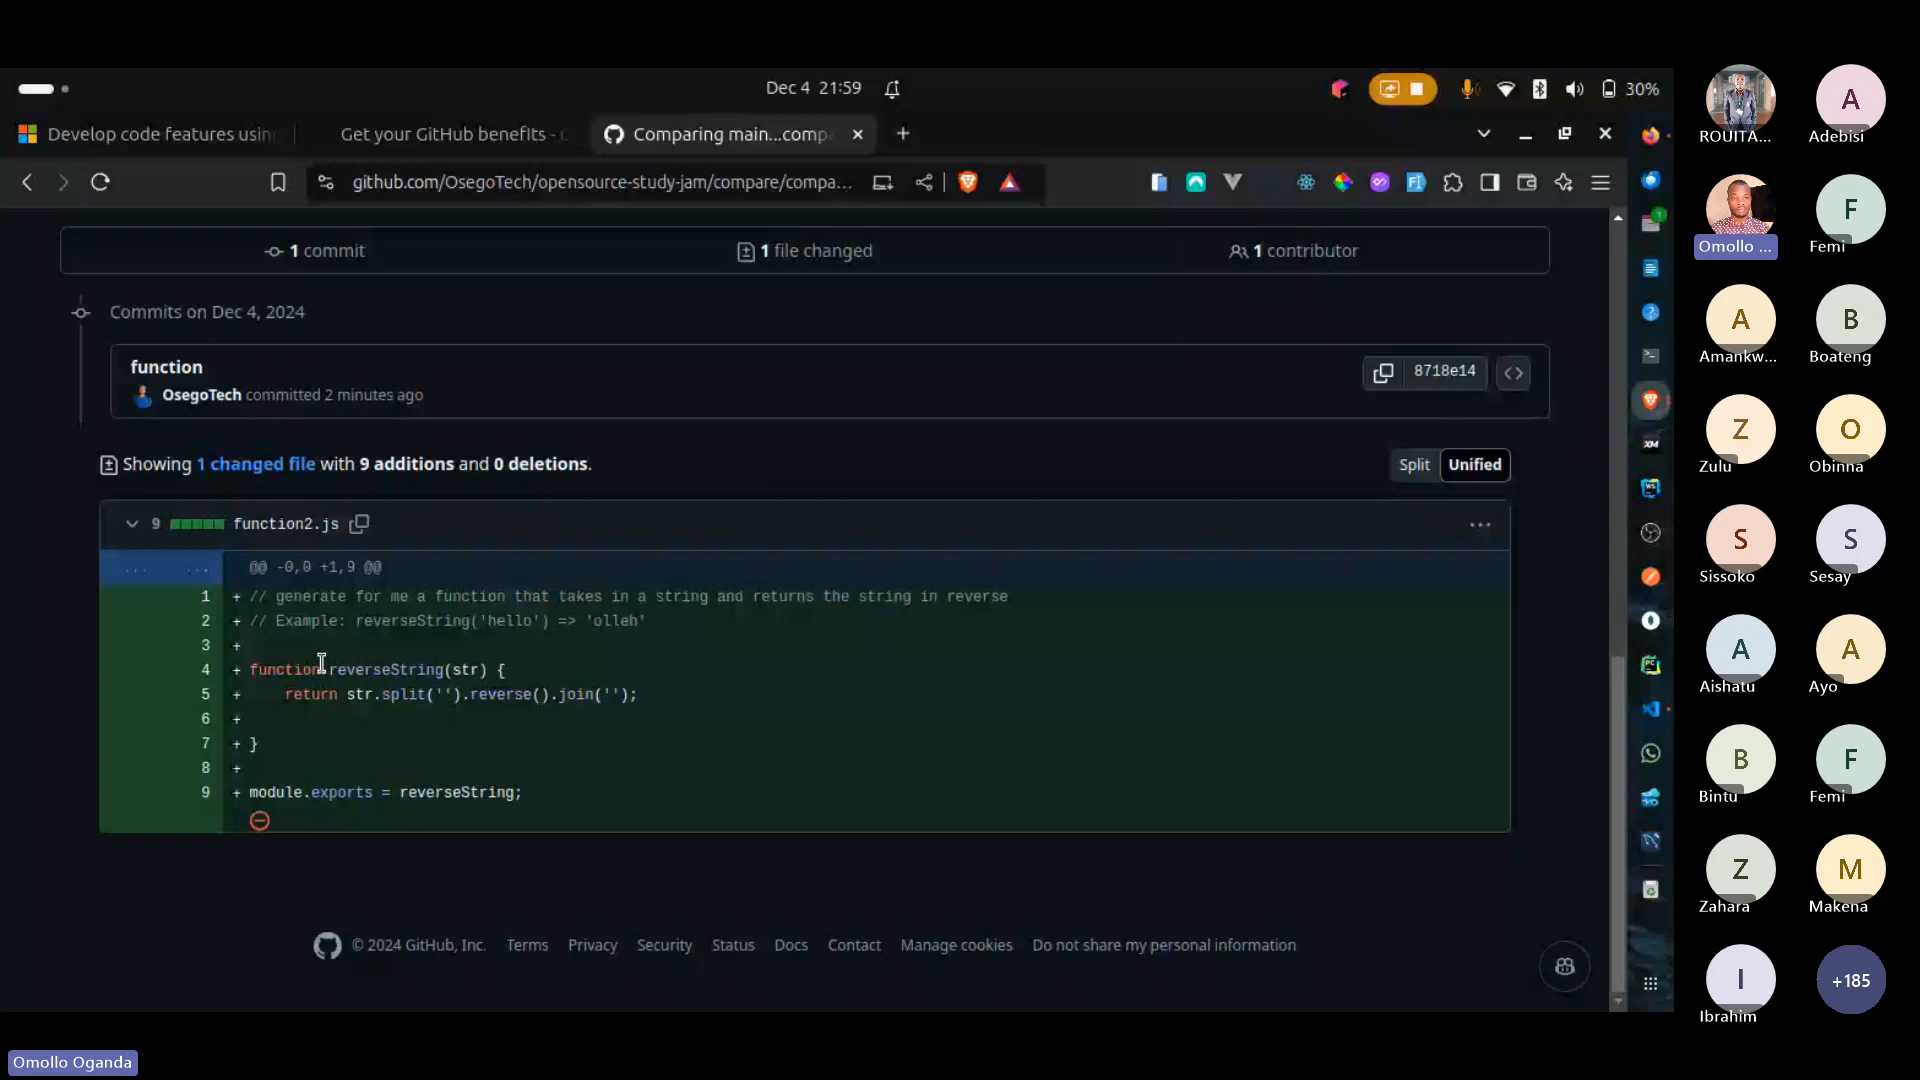 Dec 4 21:59
30%
Develop code features usin
Get your GitHub benefits -
Comparing main...comp
github.com/OsegoTech/opensource-study-jam/compare/compa...
1 commit
1 file changed
1 contributor
Commits on Dec 4, 2024
function
OsegoTech committed 2 minutes ago
8718e14
Showing 1 changed file with 9 additions and 0 deletions.
Split
Unified
9
function2.js
@@ -0,0 +1,9 @@
1 + // generate for me a function that takes in a string and returns the string in reverse
2 + // Example: reverseString('hello') => 'olleh'
3 +
4 + function reverseString(str) {
5 + return str.split('').reverse().join('');
6 +
7 + }
8 +
9 + module.exports = reverseString;
© 2024 GitHub, Inc.
Terms
Privacy
Security
Status
Docs
Contact
Manage cookies
Do not share my personal information
ROUITA...
A
Adebisi
Omollo ...
F
Femi
A
Amankw...
B
Boateng
Z
Zulu
O
Obinna
S
Sissoko
S
Sesay
A
Aishatu
A
Ayo
B
Bintu
F
Femi
Z
Zahara
M
Makena
I
Ibrahim
+185
Omollo Oganda